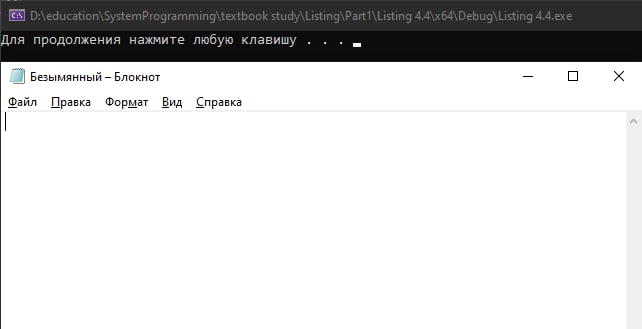 D:\education\SystemProgramming\textbook study\Listing\Part1\Listing 4.4\x64\Debug\Listing 4.4.exe
Для продолжения нажмите любую клавишу . . .
Безымянный – Блокнот
Файл Правка Формат Вид Справка